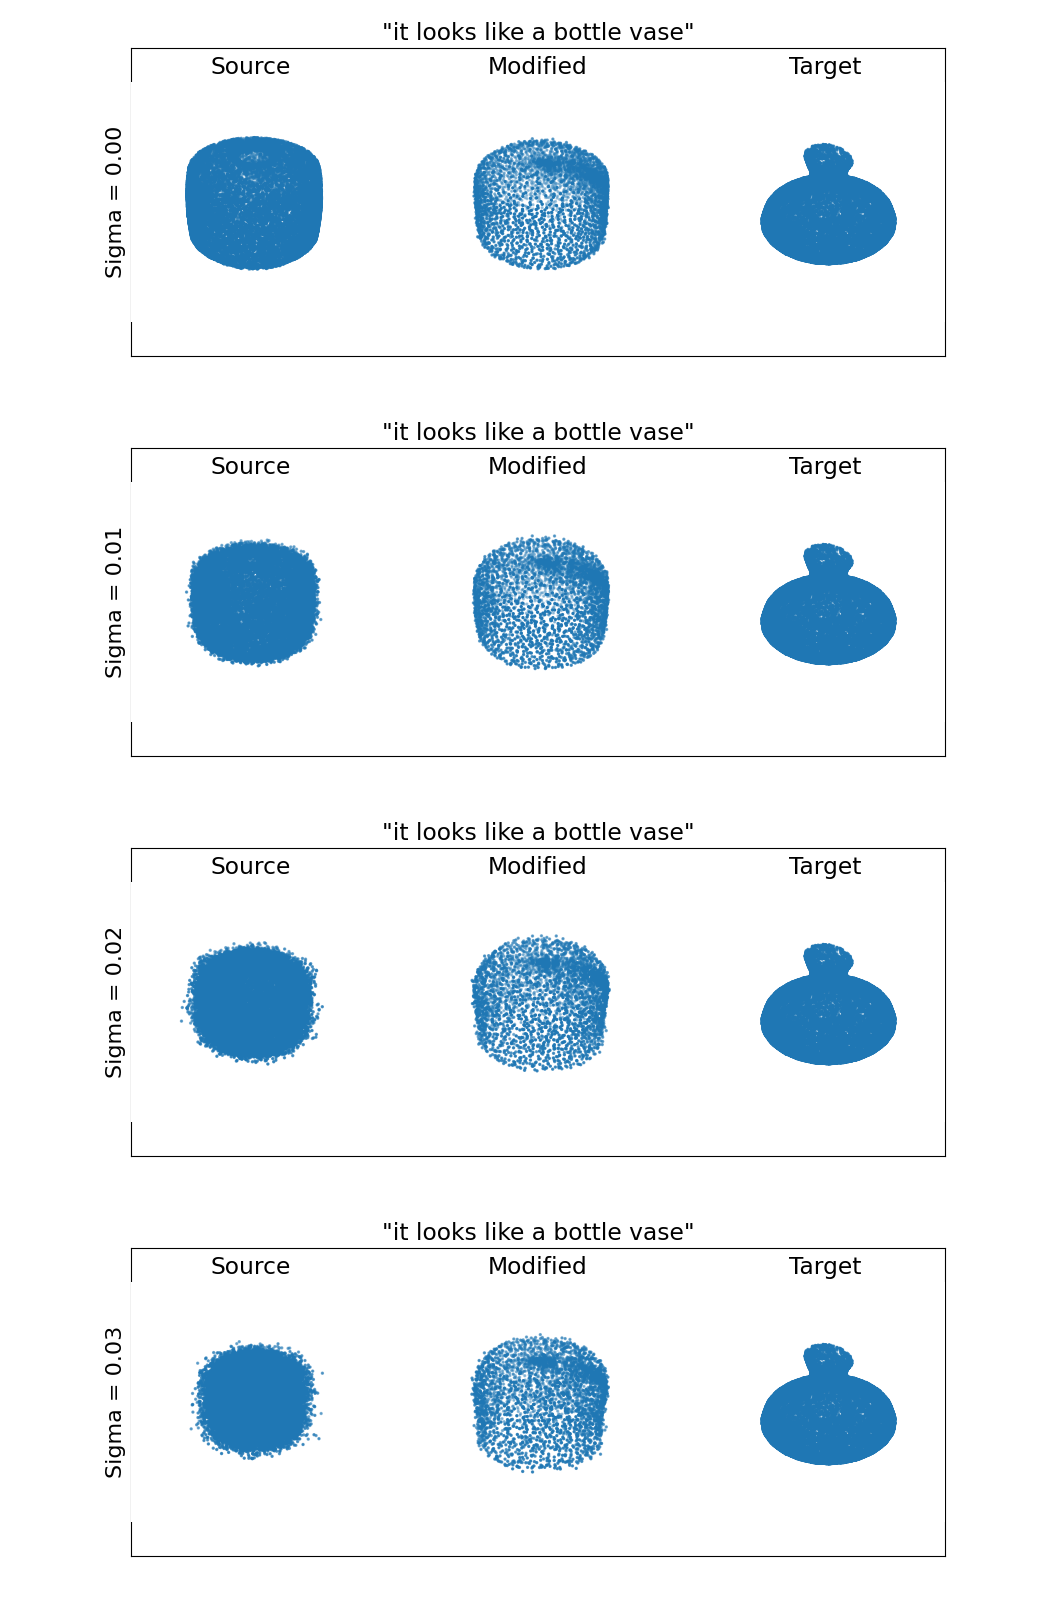 "it looks like a bottle vase"
Source Modified Target
Sigma = 0.00
"it looks like a bottle vase"
Source Modified Target
Sigma = 0.01
"it looks like a bottle vase"
Source Modified Target
Sigma = 0.02
"it looks like a bottle vase"
Source Modified Target
Sigma = 0.03